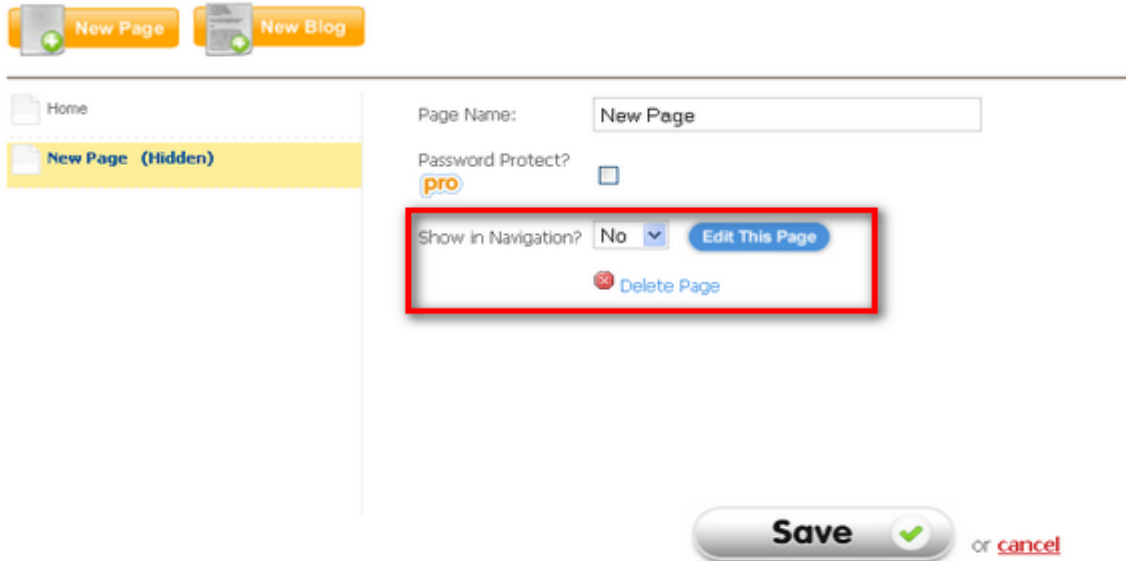 New Page
New Blog
Home
New Page (Hidden)
Page Name: New Page
Password Protect?
pro
Show in Navigation? No Edit This Page
Delete Page
Save or cancel